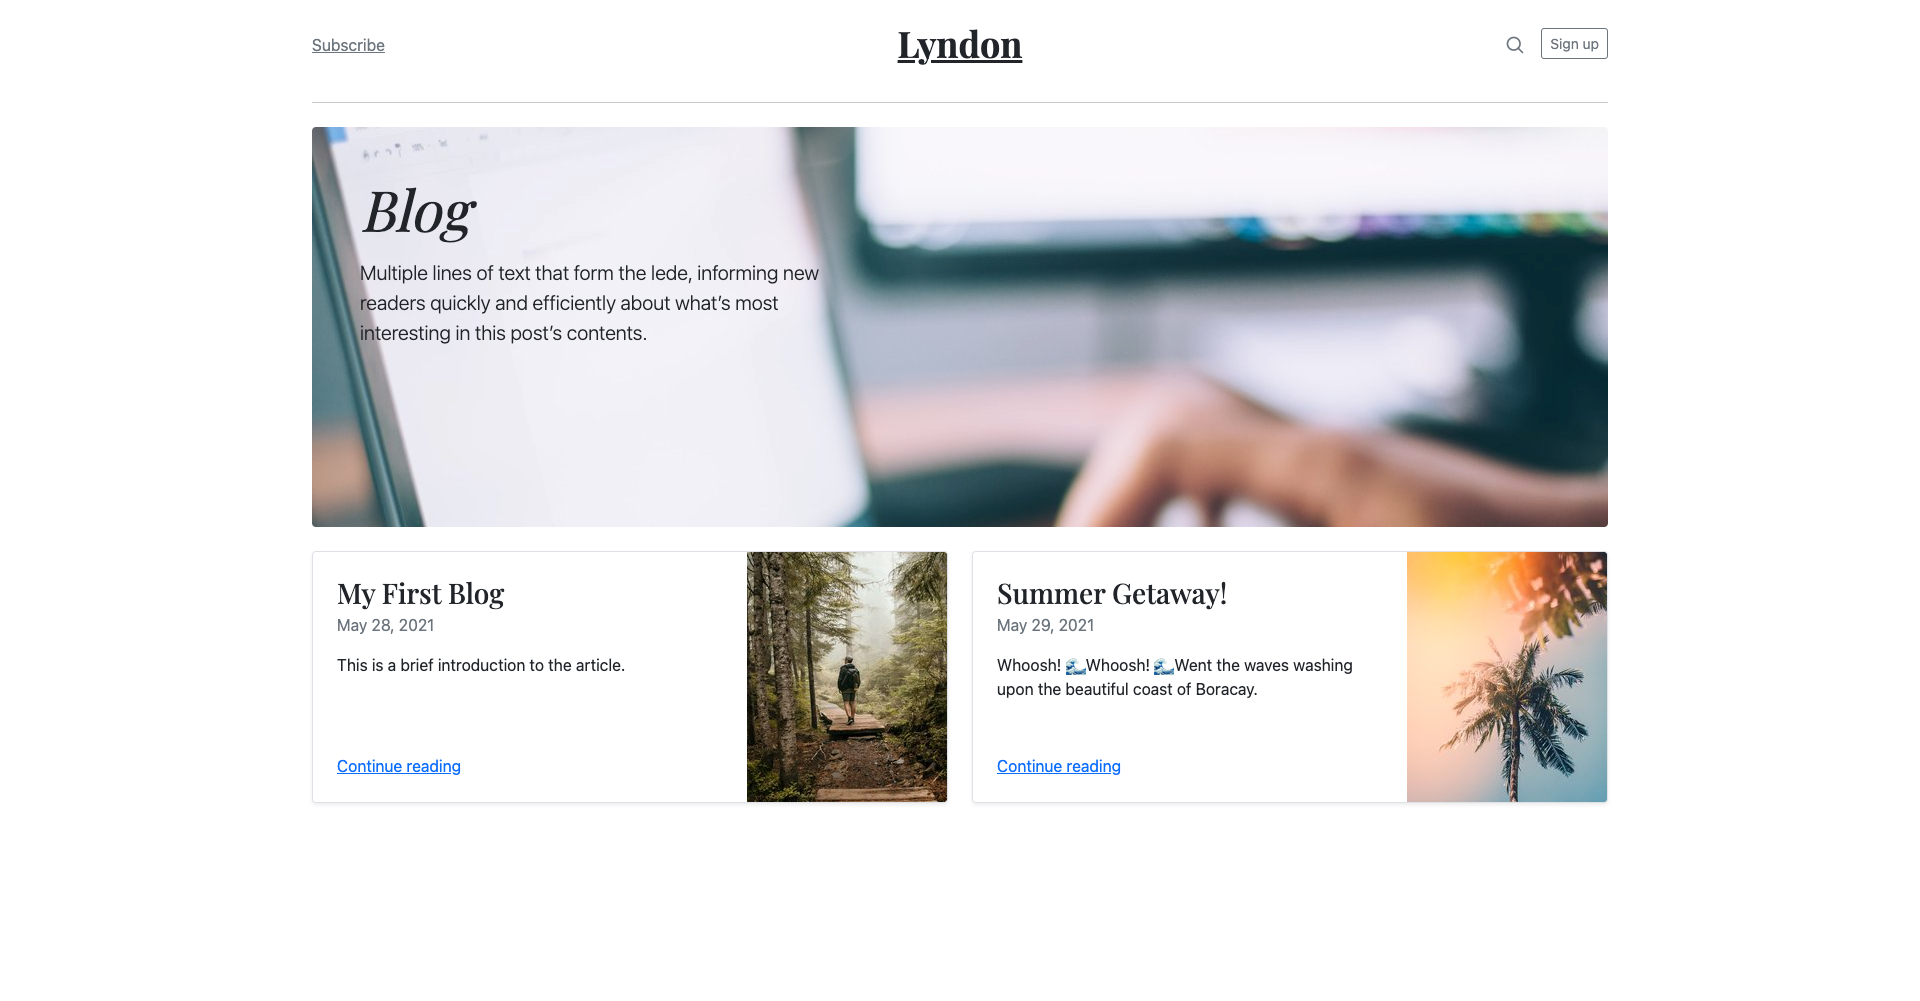 Subscribe
Lyndon
Sign up
Blog
Multiple lines of text that form the lede, informing new
readers quickly and efficiently about what’s most
interesting in this post’s contents.
My First Blog
May 28, 2021
This is a brief introduction to the article.
Continue reading
Summer Getaway!
May 29, 2021
Whoosh! 🌊Whoosh! 🌊Went the waves washing
upon the beautiful coast of Boracay.
Continue reading